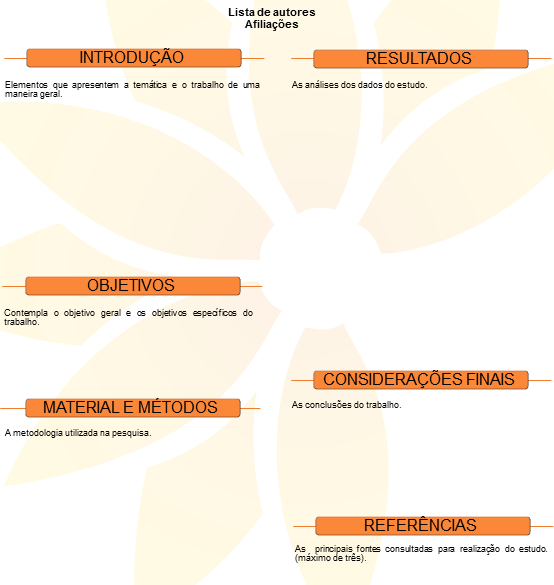 Lista de autores
Afiliações
INTRODUÇÃO
Elementos que apresentem a temática e o trabalho de uma
maneira geral.
OBJETIVOS
Contempla o objetivo geral e os objetivos específicos do
trabalho.
MATERIAL E MÉTODOS
A metodologia utilizada na pesquisa.
RESULTADOS
As análises dos dados do estudo.
CONSIDERAÇÕES FINAIS
As conclusões do trabalho.
REFERÊNCIAS
As principais fontes consultadas para realização do estudo.
(máximo de três).